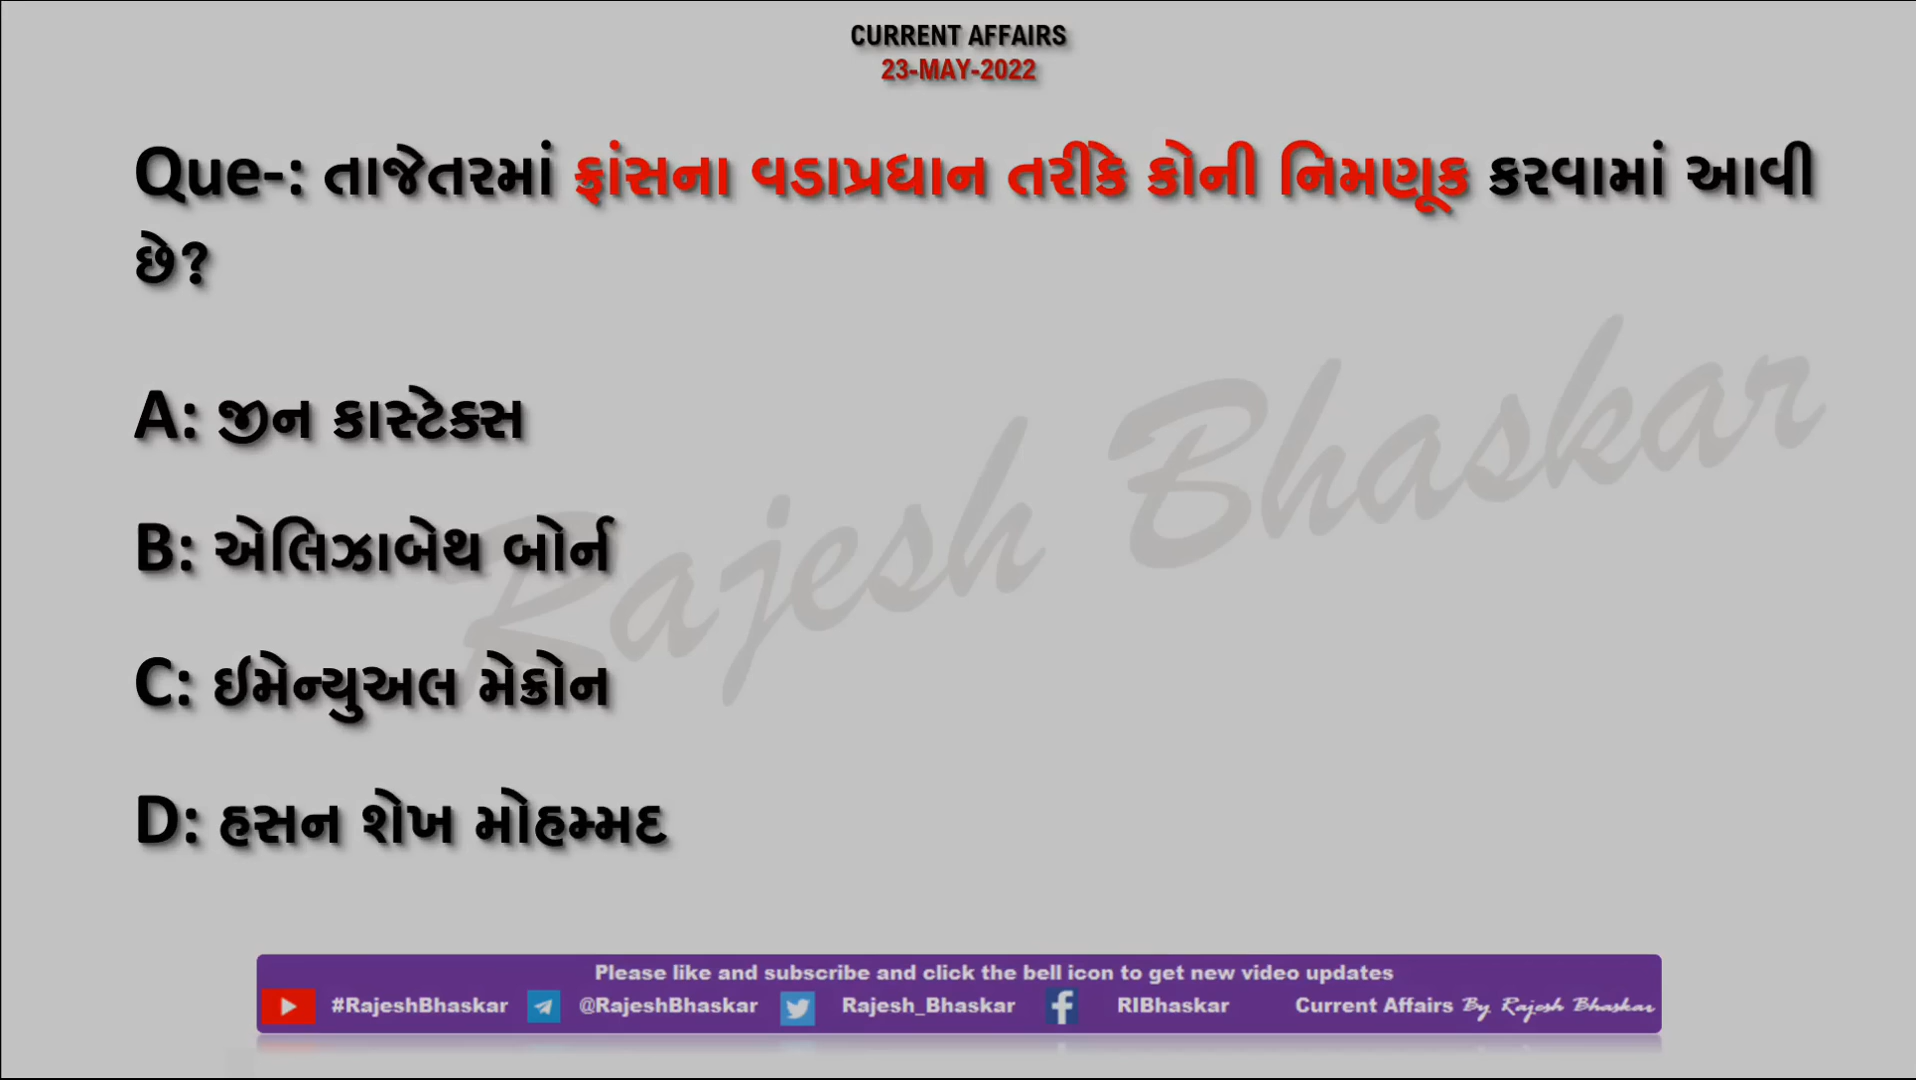 CURRENT AFFAIRS
23-MAY-2022
Que-: તાજેતરમાં ફ્રાંસના વડાપ્રધાન તરીકે કોની નિમણૂક કરવામાં આવી
છે?
A: જીન કાસ્ટેક્સ
B: એલિઝાબેથ બોર્ન
C: ઈમેન્યુઅલ મેક્રોન
D: હસન શેખ મોહમ્મદ
Rajesh Bhaskar
Please like and subscribe and click the bell icon to get new video updates
#RajeshBhaskar @RajeshBhaskar Rajesh_Bhaskar RIBhaskar Current Affairs By Rajesh Bhaskar